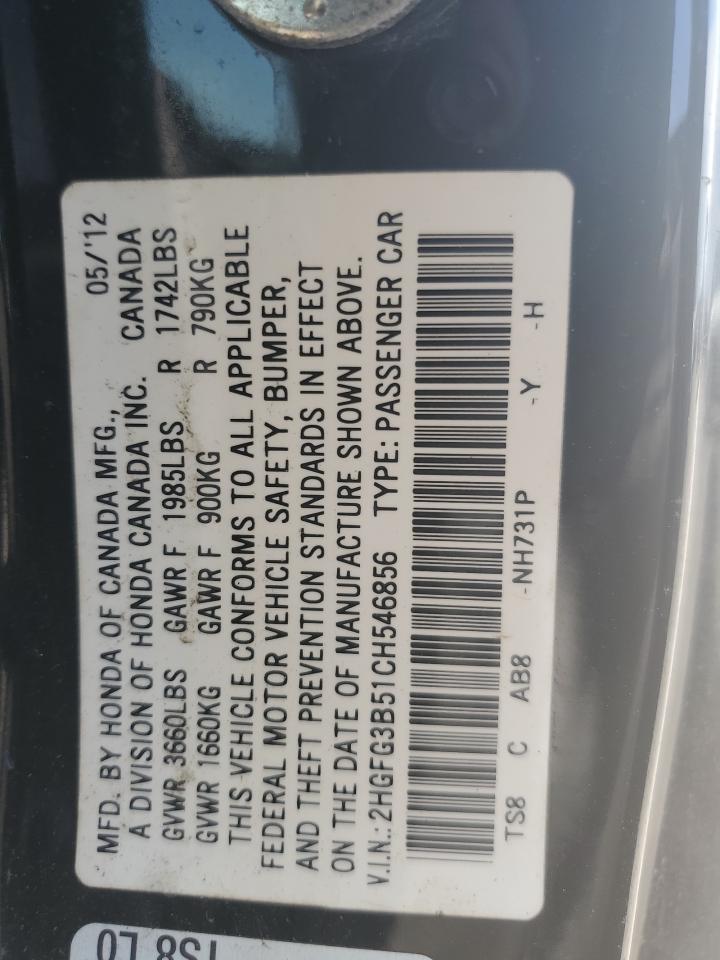 MFD. BY HONDA OF CANADA MFG., 05/'12
A DIVISION OF HONDA CANADA INC. CANADA
GVWR 3660LBS GAWR F 1985LBS R 1742LBS
GVWR 1660KG GAWR F 900KG R 790KG
THIS VEHICLE CONFORMS TO ALL APPLICABLE
FEDERAL MOTOR VEHICLE SAFETY, BUMPER,
AND THEFT PREVENTION STANDARDS IN EFFECT
ON THE DATE OF MANUFACTURE SHOWN ABOVE.
V.I.N.: 2HGFG3B51CH546856 TYPE: PASSENGER CAR
TS8 C AB8 -NH731P -Y -H